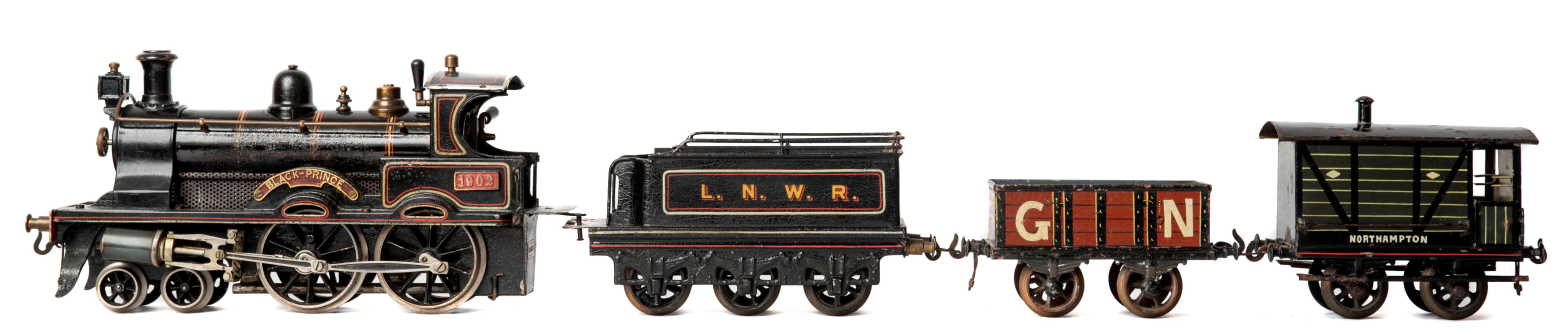 BLACK-PRINCE
1902
L. N. W. R.
G N
NORTHAMPTON